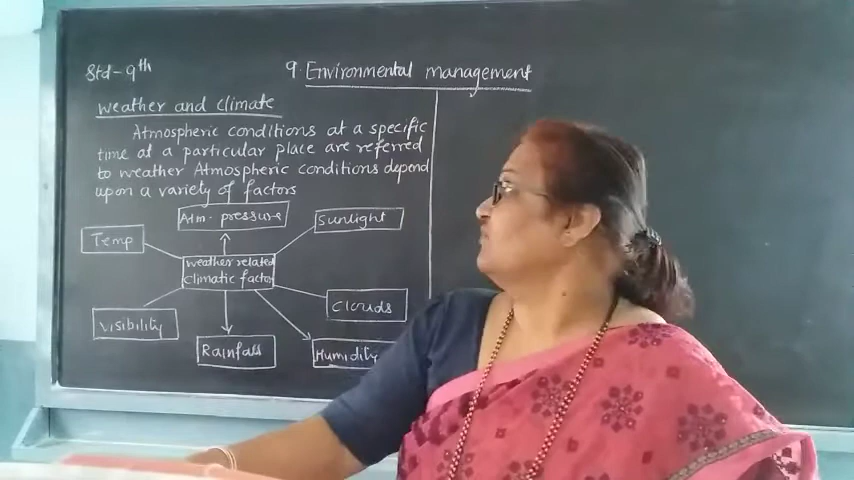 Std-9th
9. Environmental management
Weather and climate
Atmospheric conditions at a specific
time at a particular place are referred
to weather Atmospheric conditions depend
upon a variety of factors
Atm. pressure
Sunlight
Temp
Weather related
climatic factor
Clouds
Visibility
Rainfall
Humidity